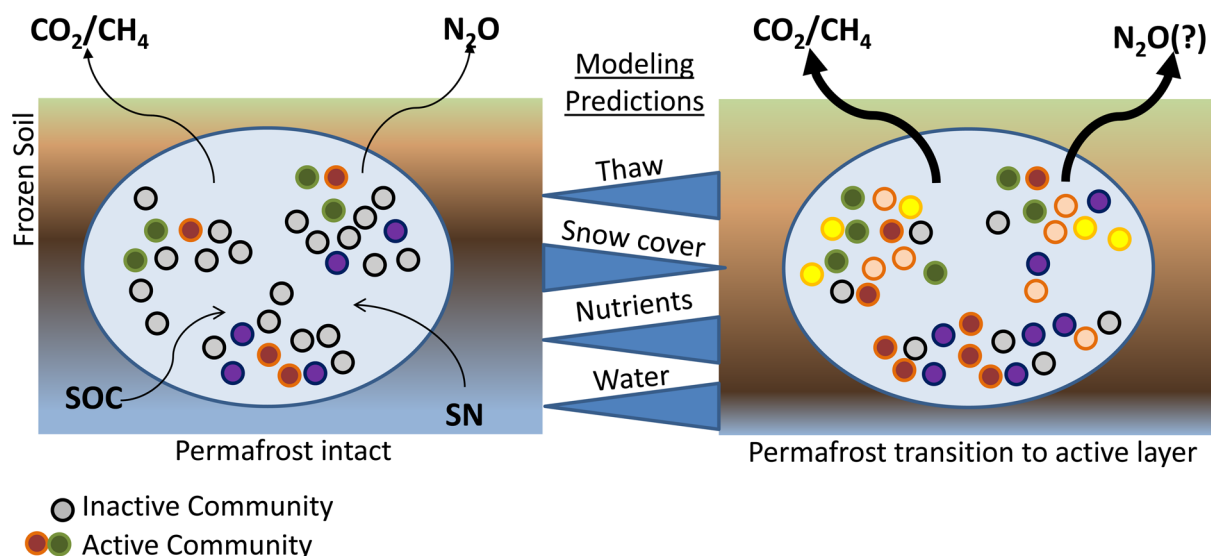 CO₂/CH₄
N₂O
Frozen Soil
SOC
SN
Permafrost intact
Modeling
Predictions
Thaw
Snow cover
Nutrients
Water
CO₂/CH₄
N₂O(?)
Permafrost transition to active layer
Inactive Community
Active Community